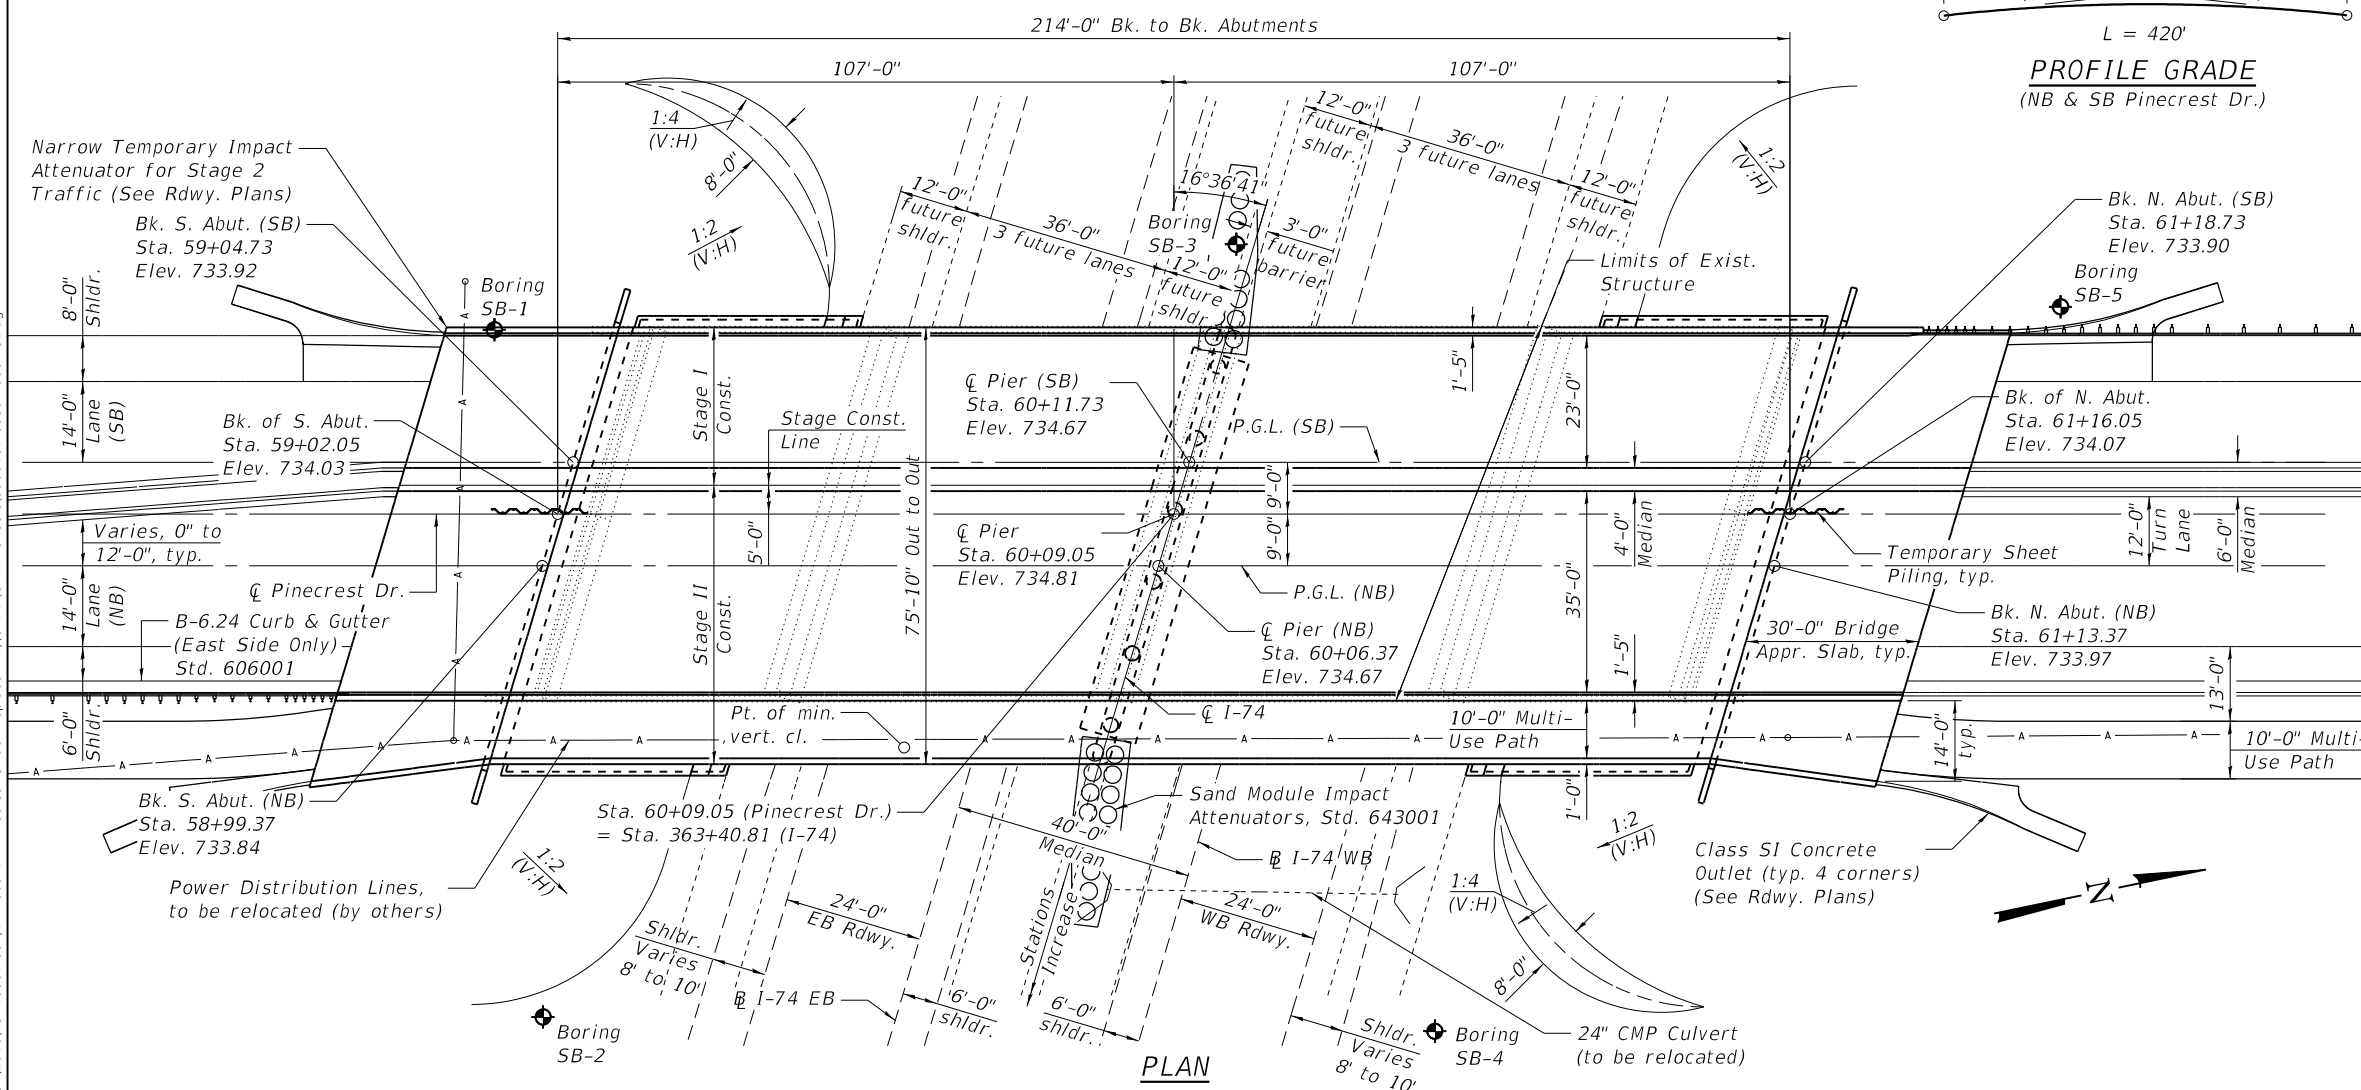 214'-0" Bk. to Bk. Abutments
107'-0"
107'-0"
L = 420'
PROFILE GRADE
(NB & SB Pinecrest Dr.)
Narrow Temporary Impact
Attenuator for Stage 2
Traffic (See Rdwy. Plans)
Bk. S. Abut. (SB)
Sta. 59+04.73
Elev. 733.92
1:4
(V:H)
8'-0"
1:2
(V:H)
12'-0"
future
shldr.
36'-0"
3 future lanes
12'-0"
future
shldr.
16°36'41"
Boring
SB-3
3'-0"
future
barrier
12'-0"
future
shldr.
36'-0"
3 future lanes
12'-0"
future
shldr.
1:2
(V:H)
Limits of Exist.
Structure
Bk. N. Abut. (SB)
Sta. 61+18.73
Elev. 733.90
Boring
SB-5
Boring
SB-1
8'-0"
Shldr.
14'-0"
Lane
(SB)
Bk. of S. Abut.
Sta. 59+02.05
Elev. 734.03
Stage I
Const.
Stage Const.
Line
℄ Pier (SB)
Sta. 60+11.73
Elev. 734.67
P.G.L. (SB)
1'-5"
23'-0"
Bk. of N. Abut.
Sta. 61+16.05
Elev. 734.07
Varies, 0" to
12'-0", typ.
℄ Pinecrest Dr.
14'-0"
Lane
(NB)
B-6.24 Curb & Gutter
(East Side Only)
Std. 606001
6'-0"
Shldr.
5'-0"
75'-10" Out to Out
Stage II
Const.
℄ Pier
Sta. 60+09.05
Elev. 734.81
9'-0"
9'-0"
P.G.L. (NB)
℄ Pier (NB)
Sta. 60+06.37
Elev. 734.67
4'-0"
Median
35'-0"
1'-5"
Temporary Sheet
Piling, typ.
12'-0"
Turn
Lane
6'-0"
Median
Bk. N. Abut. (NB)
Sta. 61+13.37
Elev. 733.97
30'-0" Bridge
Appr. Slab, typ.
13'-0"
Pt. of min.
vert. cl.
℄ I-74
10'-0" Multi-
Use Path
14'-0"
typ.
10'-0" Multi-
Use Path
A A A A A A A A A A A A A A A A A A A A
Bk. S. Abut. (NB)
Sta. 58+99.37
Elev. 733.84
Sta. 60+09.05 (Pinecrest Dr.)
= Sta. 363+40.81 (I-74)
Sand Module Impact
Attenuators, Std. 643001
1'-0"
1:2
(V:H)
Class SI Concrete
Outlet (typ. 4 corners)
(See Rdwy. Plans)
N
Power Distribution Lines,
to be relocated (by others)
1:2
(V:H)
40'-0"
Median
BL I-74 WB
1:4
(V:H)
8'-0"
24'-0"
EB Rdwy.
Stations
Increase
24'-0"
WB Rdwy.
Shldr.
Varies
8' to 10'
BL I-74 EB
6'-0"
shldr.
6'-0"
shldr.
Shldr.
Varies
8' to 10'
Boring
SB-2
Boring
SB-4
24" CMP Culvert
(to be relocated)
PLAN